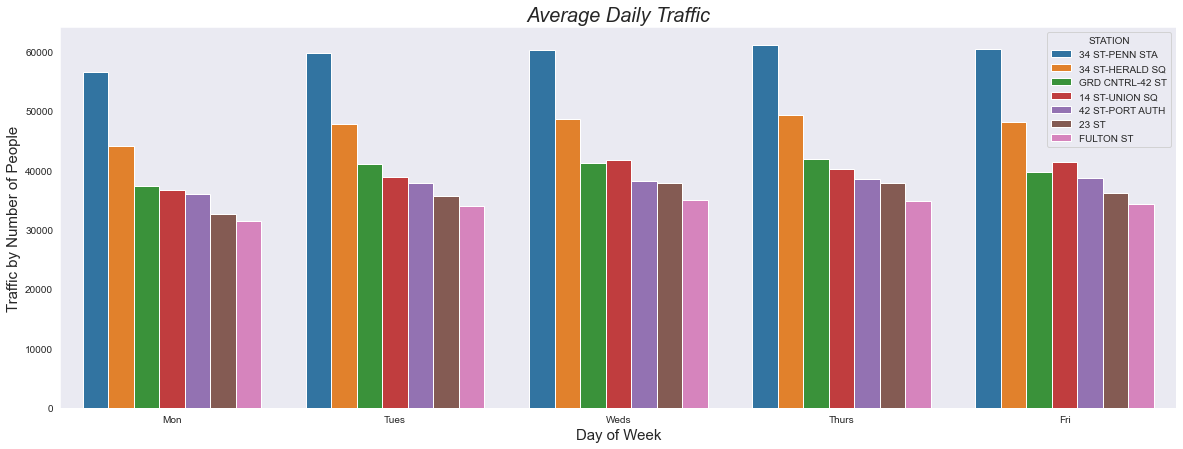 Average Daily Traffic
Traffic by Number of People
60000
50000
40000
30000
20000
10000
0
STATION
34 ST-PENN STA
34 ST-HERALD SQ
GRD CNTRL-42 ST
14 ST-UNION SQ
42 ST-PORT AUTH
23 ST
FULTON ST
Mon
Tues
Weds
Thurs
Fri
Day of Week